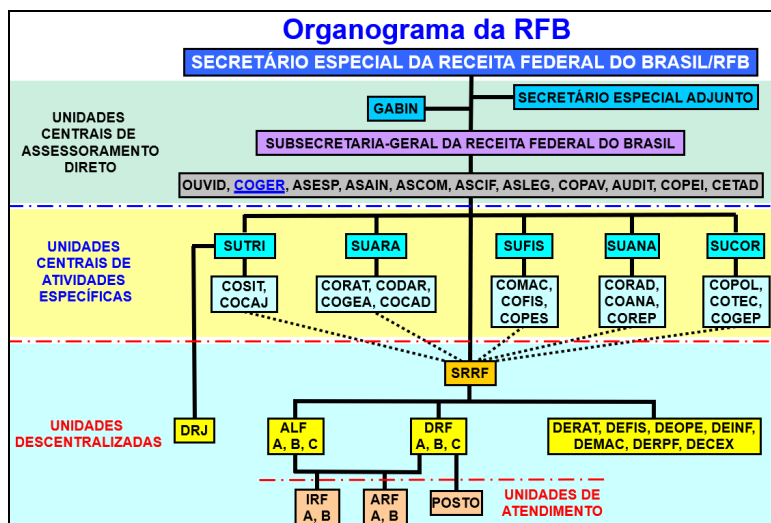 Organograma da RFB
SECRETÁRIO ESPECIAL DA RECEITA FEDERAL DO BRASIL/RFB
GABIN
SECRETÁRIO ESPECIAL ADJUNTO
UNIDADES
CENTRAIS DE
ASSESSORAMENTO
DIRETO
SUBSECRETARIA-GERAL DA RECEITA FEDERAL DO BRASIL
OUVID, COGER, ASESP, ASAIN, ASCOM, ASCIF, ASLEG, COPAV, AUDIT, COPEI, CETAD
UNIDADES
CENTRAIS DE
ATIVIDADES
ESPECÍFICAS
SUTRI
SUARA
SUFIS
SUANA
SUCOR
COSIT,
COCAJ
CORAT, CODAR,
COGEA, COCAD
COMAC,
COFIS,
COPES
CORAD,
COANA,
COREP
COPOL,
COTEC,
COGEP
SRRF
UNIDADES
DESCENTRALIZADAS
DRJ
ALF
A, B, C
DRF
A, B, C
DERAT, DEFIS, DEOPE, DEINF,
DEMAC, DERPF, DECEX
IRF
A, B
ARF
A, B
POSTO
UNIDADES DE
ATENDIMENTO